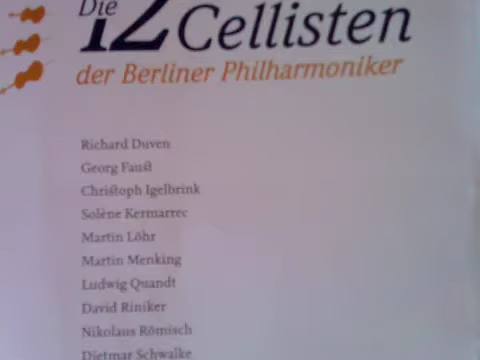 Die
12 Cellisten
der Berliner Philharmoniker
Richard Duven
Georg Faust
Christoph Igelbrink
Solène Kermarrec
Martin Löhr
Martin Menking
Ludwig Quandt
David Riniker
Nikolaus Römisch
Dietmar Schwalke